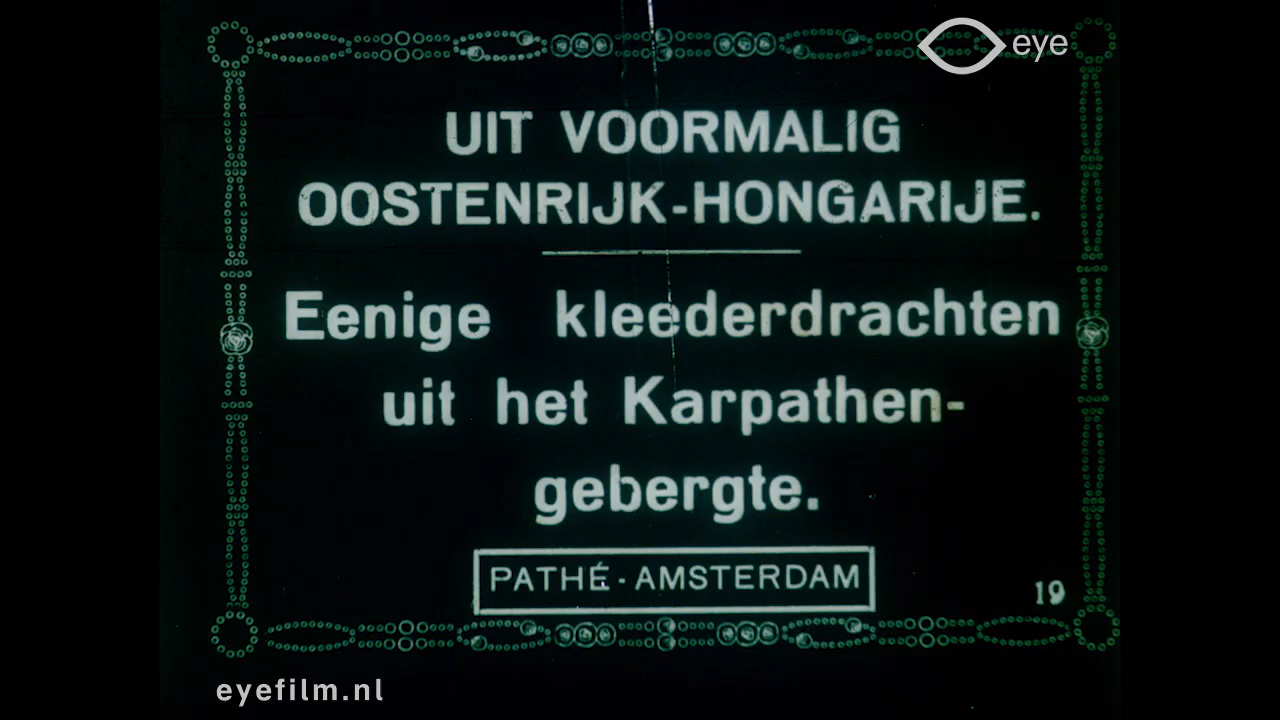 eye
UIT VOORMALIG
OOSTENRIJK-HONGARIJE.
Eenige kleederdrachten
uit het Karpathen-
gebergte.
PATHÉ - AMSTERDAM
19
eyefilm.nl